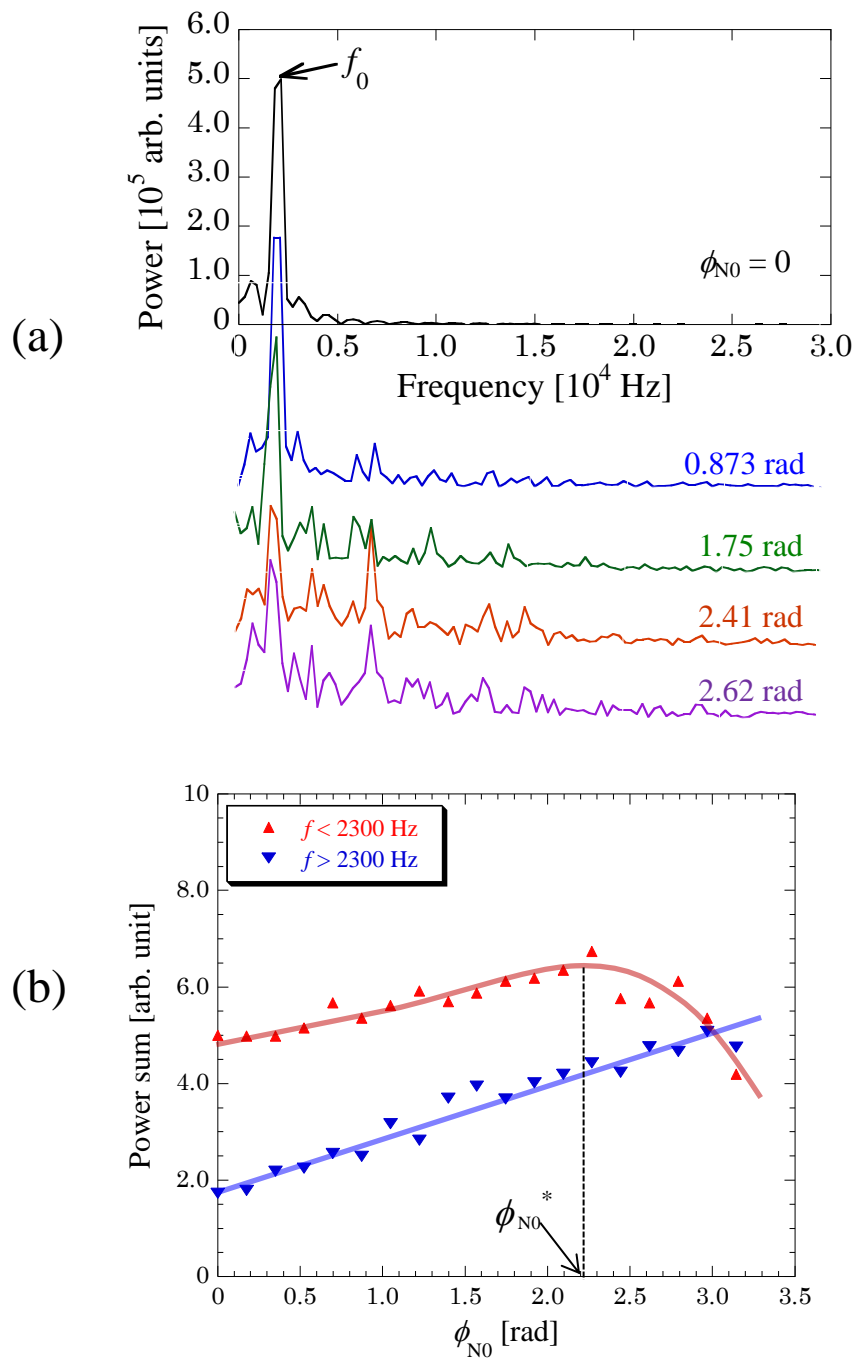 6.0
5.0
4.0
3.0
2.0
1.0
0
Power [10^5 arb. units]
f_0
ϕ_N0 = 0
(a)
0 0.5 1.0 1.5 2.0 2.5 3.0
Frequency [10^4 Hz]
0.873 rad
1.75 rad
2.41 rad
2.62 rad
(b)
10
8.0
6.0
4.0
2.0
0
Power sum [arb. unit]
f < 2300 Hz
f > 2300 Hz
ϕ_N0^*
0 0.5 1.0 1.5 2.0 2.5 3.0 3.5
ϕ_N0 [rad]